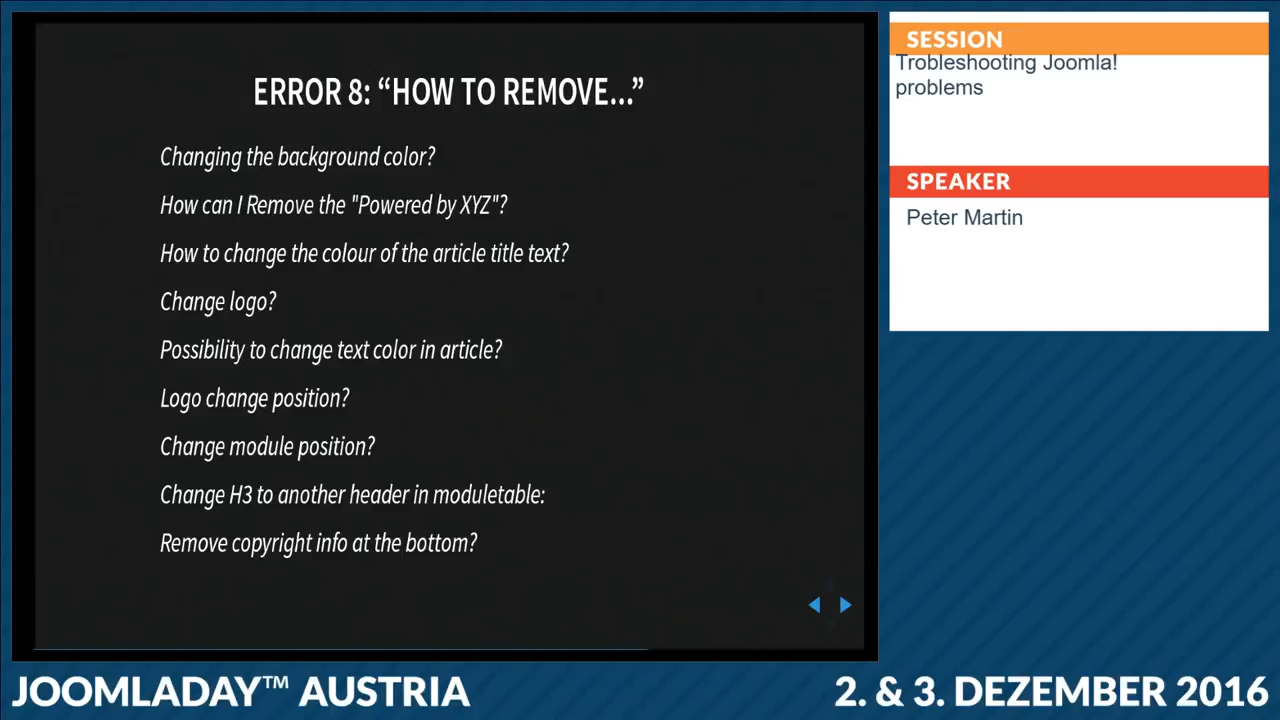 ERROR 8: “HOW TO REMOVE...”
Changing the background color?
How can I Remove the "Powered by XYZ"?
How to change the colour of the article title text?
Change logo?
Possibility to change text color in article?
Logo change position?
Change module position?
Change H3 to another header in moduletable:
Remove copyright info at the bottom?
SESSION
Trobleshooting Joomla!
problems
SPEAKER
Peter Martin
JOOMLADAY™ AUSTRIA
2. & 3. DEZEMBER 2016